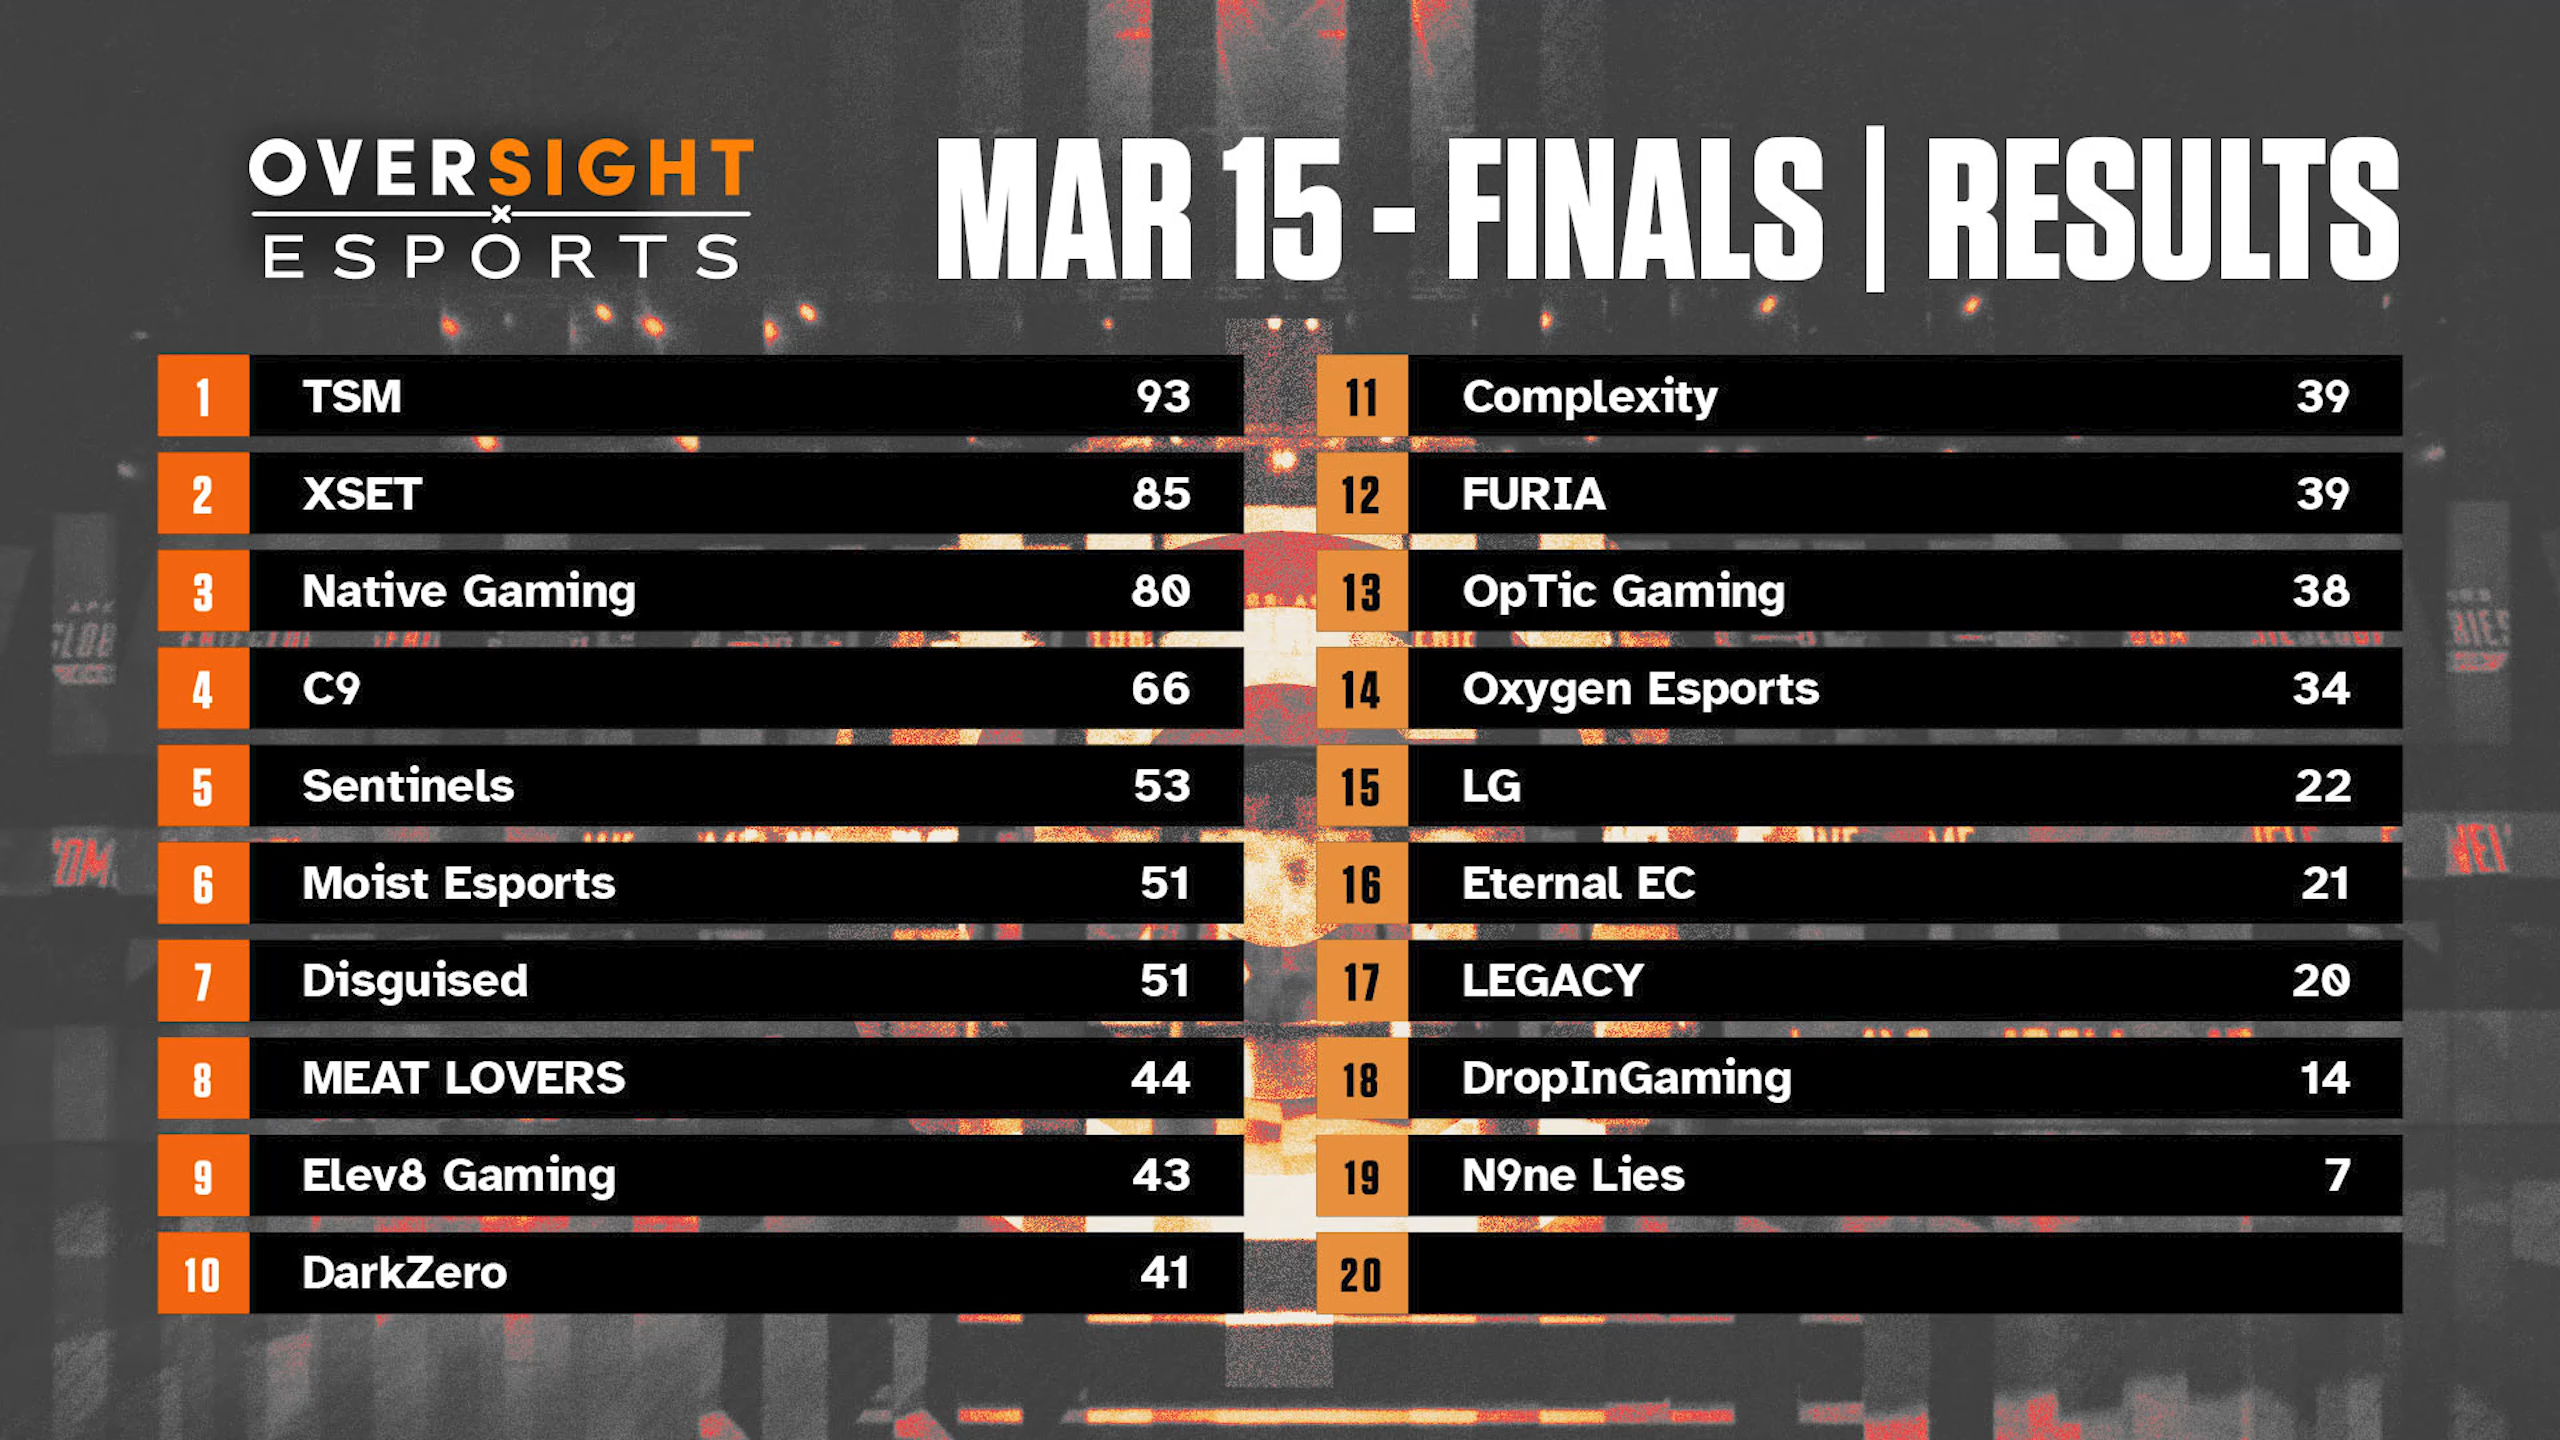 OVERSIGHT
x
ESPORTS
MAR 15 - FINALS | RESULTS
1 TSM 93
2 XSET 85
3 Native Gaming 80
4 C9 66
5 Sentinels 53
6 Moist Esports 51
7 Disguised 51
8 MEAT LOVERS 44
9 Elev8 Gaming 43
10 DarkZero 41
11 Complexity 39
12 FURIA 39
13 OpTic Gaming 38
14 Oxygen Esports 34
15 LG 22
16 Eternal EC 21
17 LEGACY 20
18 DropInGaming 14
19 N9ne Lies 7
20